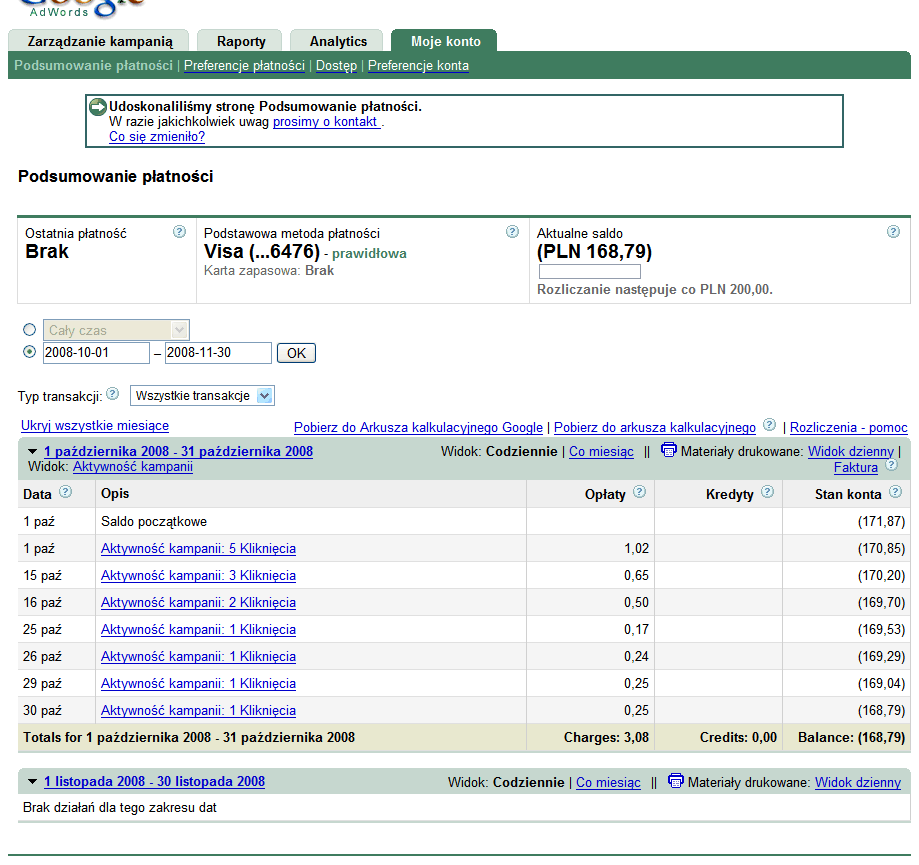 Google
AdWords
Zarządzanie kampanią Raporty Analytics Moje konto
Podsumowanie płatności | Preferencje płatności | Dostęp | Preferencje konta
Udoskonaliliśmy stronę Podsumowanie płatności.
W razie jakichkolwiek uwag prosimy o kontakt .
Co się zmieniło?
Podsumowanie płatności
Ostatnia płatność ?
Brak
Podstawowa metoda płatności ?
Visa (...6476) - prawidłowa
Karta zapasowa: Brak
Aktualne saldo ?
(PLN 168,79)
Rozliczanie następuje co PLN 200,00.
Cały czas
2008-10-01 – 2008-11-30 OK
Typ transakcji: ? Wszystkie transakcje
Ukryj wszystkie miesiące Pobierz do Arkusza kalkulacyjnego Google | Pobierz do arkusza kalkulacyjnego ? | Rozliczenia - pomoc
1 października 2008 - 31 października 2008 Widok: Codziennie | Co miesiąc || Materiały drukowane: Widok dzienny |
Widok: Aktywność kampanii Faktura ?
Data ? Opis Opłaty ? Kredyty ? Stan konta ?
1 paź Saldo początkowe (171,87)
1 paź Aktywność kampanii: 5 Kliknięcia 1,02 (170,85)
15 paź Aktywność kampanii: 3 Kliknięcia 0,65 (170,20)
16 paź Aktywność kampanii: 2 Kliknięcia 0,50 (169,70)
25 paź Aktywność kampanii: 1 Kliknięcia 0,17 (169,53)
26 paź Aktywność kampanii: 1 Kliknięcia 0,24 (169,29)
29 paź Aktywność kampanii: 1 Kliknięcia 0,25 (169,04)
30 paź Aktywność kampanii: 1 Kliknięcia 0,25 (168,79)
Totals for 1 października 2008 - 31 października 2008 Charges: 3,08 Credits: 0,00 Balance: (168,79)
1 listopada 2008 - 30 listopada 2008 Widok: Codziennie | Co miesiąc || Materiały drukowane: Widok dzienny
Brak działań dla tego zakresu dat